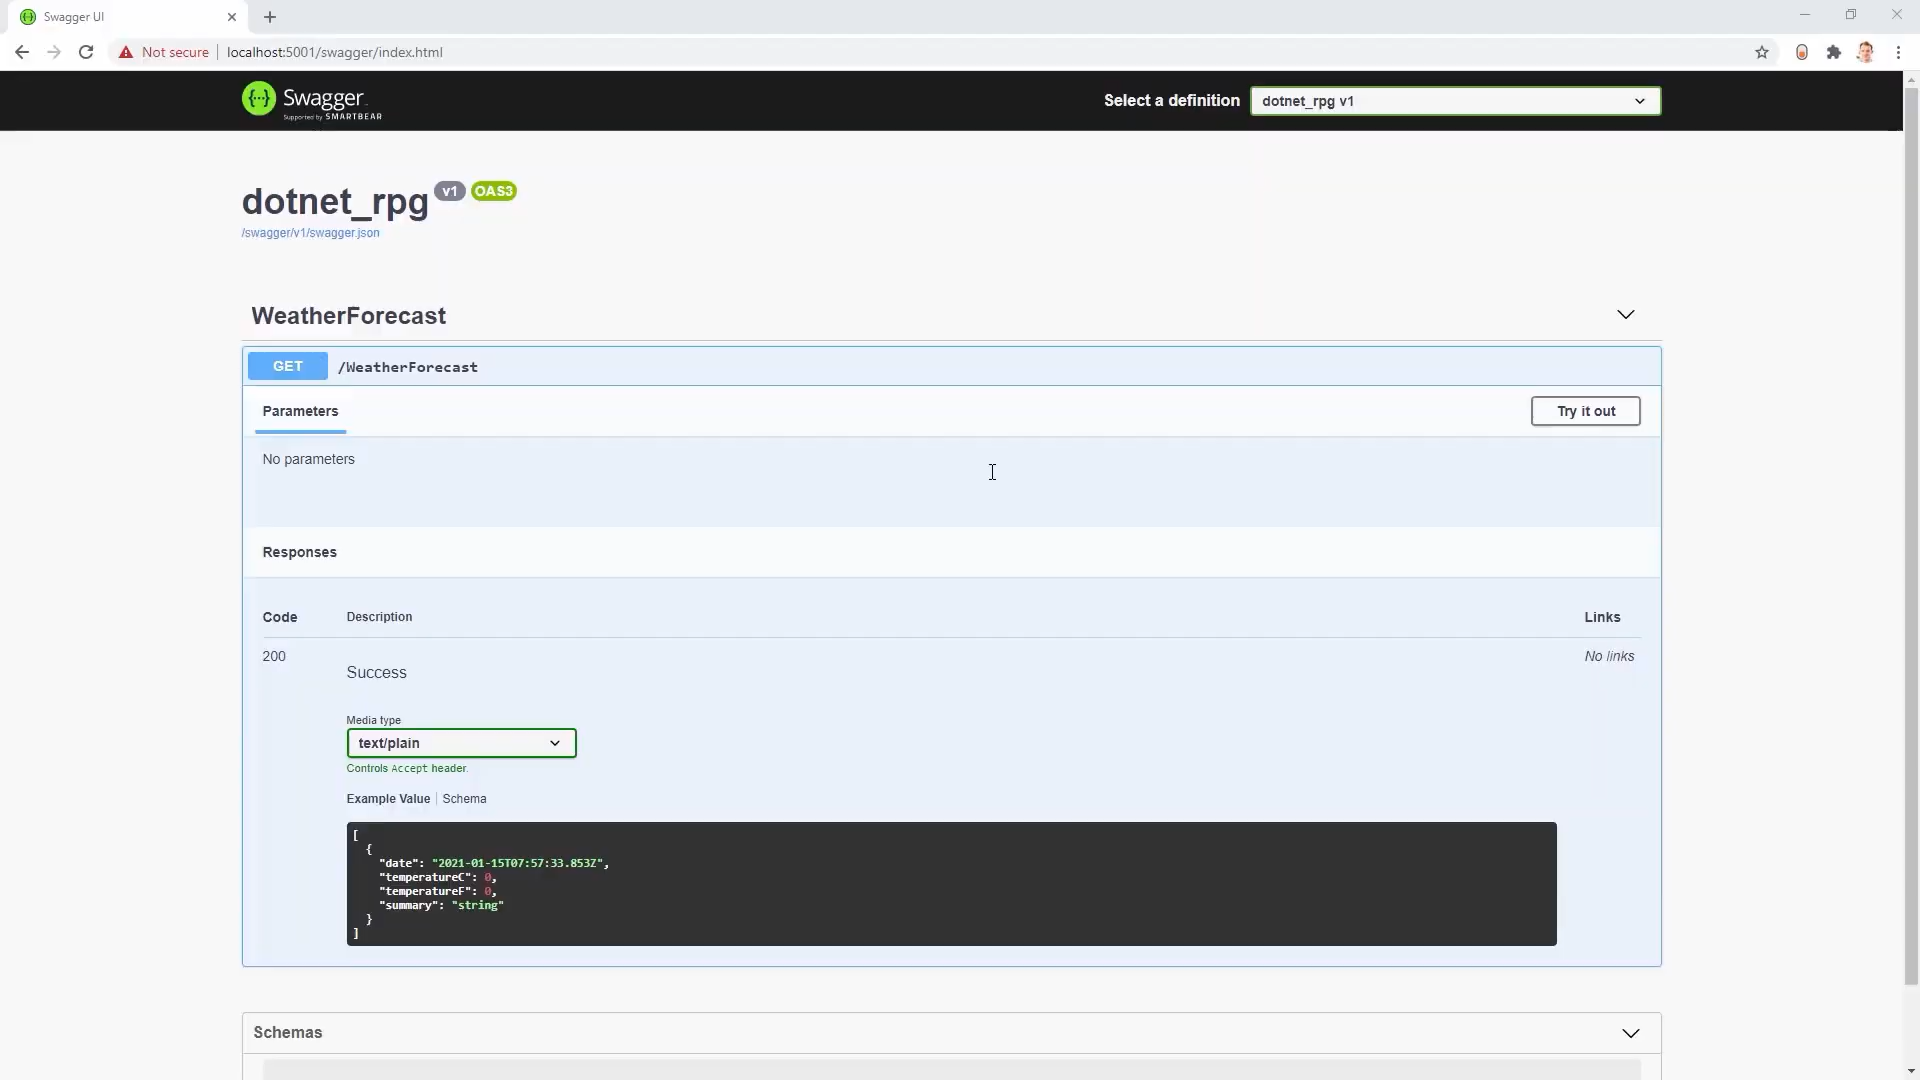 Swagger UI
Not secure
localhost:5001/swagger/index.html
Swagger
Supported by SMARTBEAR
Select a definition
dotnet_rpg v1
dotnet_rpg v1 OAS3
/swagger/v1/swagger.json
WeatherForecast
GET /WeatherForecast
Parameters
Try it out
No parameters
Responses
Code Description Links
200 Success No links
Media type
text/plain
Controls Accept header.
Example Value Schema
[
{
"date": "2021-01-15T07:57:33.853Z",
"temperatureC": 0,
"temperatureF": 0,
"summary": "string"
}
]
Schemas